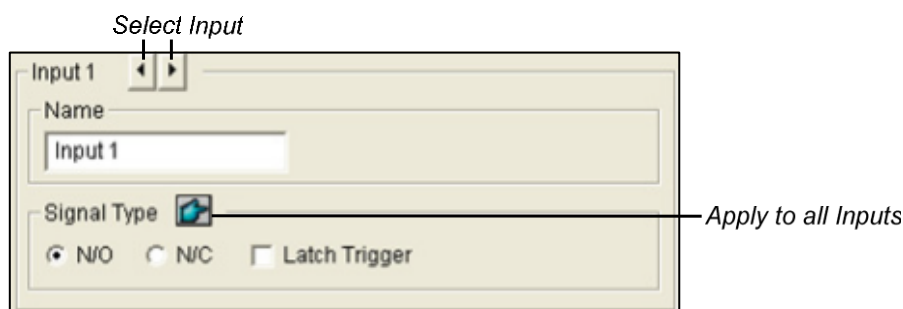 Select Input
Input 1
Name
Input 1
Signal Type
Apply to all Inputs
N/O N/C Latch Trigger